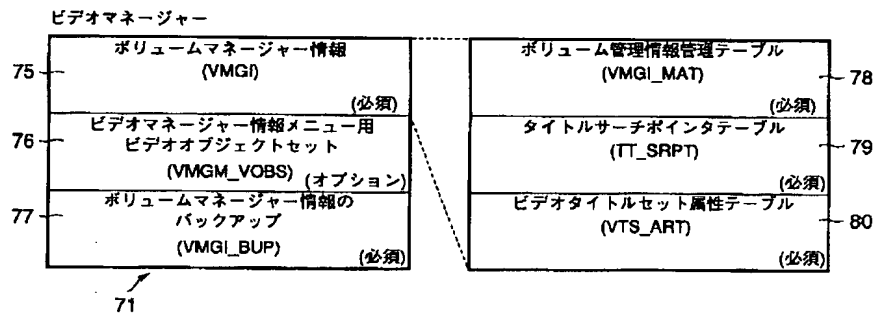 ビデオマネージャー
75
ボリュームマネージャー情報
(VMGI)
(必須)
76
ビデオマネージャー情報メニュー用
ビデオオブジェクトセット
(VMGM_VOBS)
(オプション)
77
ボリュームマネージャー情報の
バックアップ
(VMGI_BUP)
(必須)
71
ボリューム管理情報管理テーブル
(VMGI_MAT)
(必須)
78
タイトルサーチポインタテーブル
(TT_SRPT)
(必須)
79
ビデオタイトルセット属性テーブル
(VTS_ART)
(必須)
80